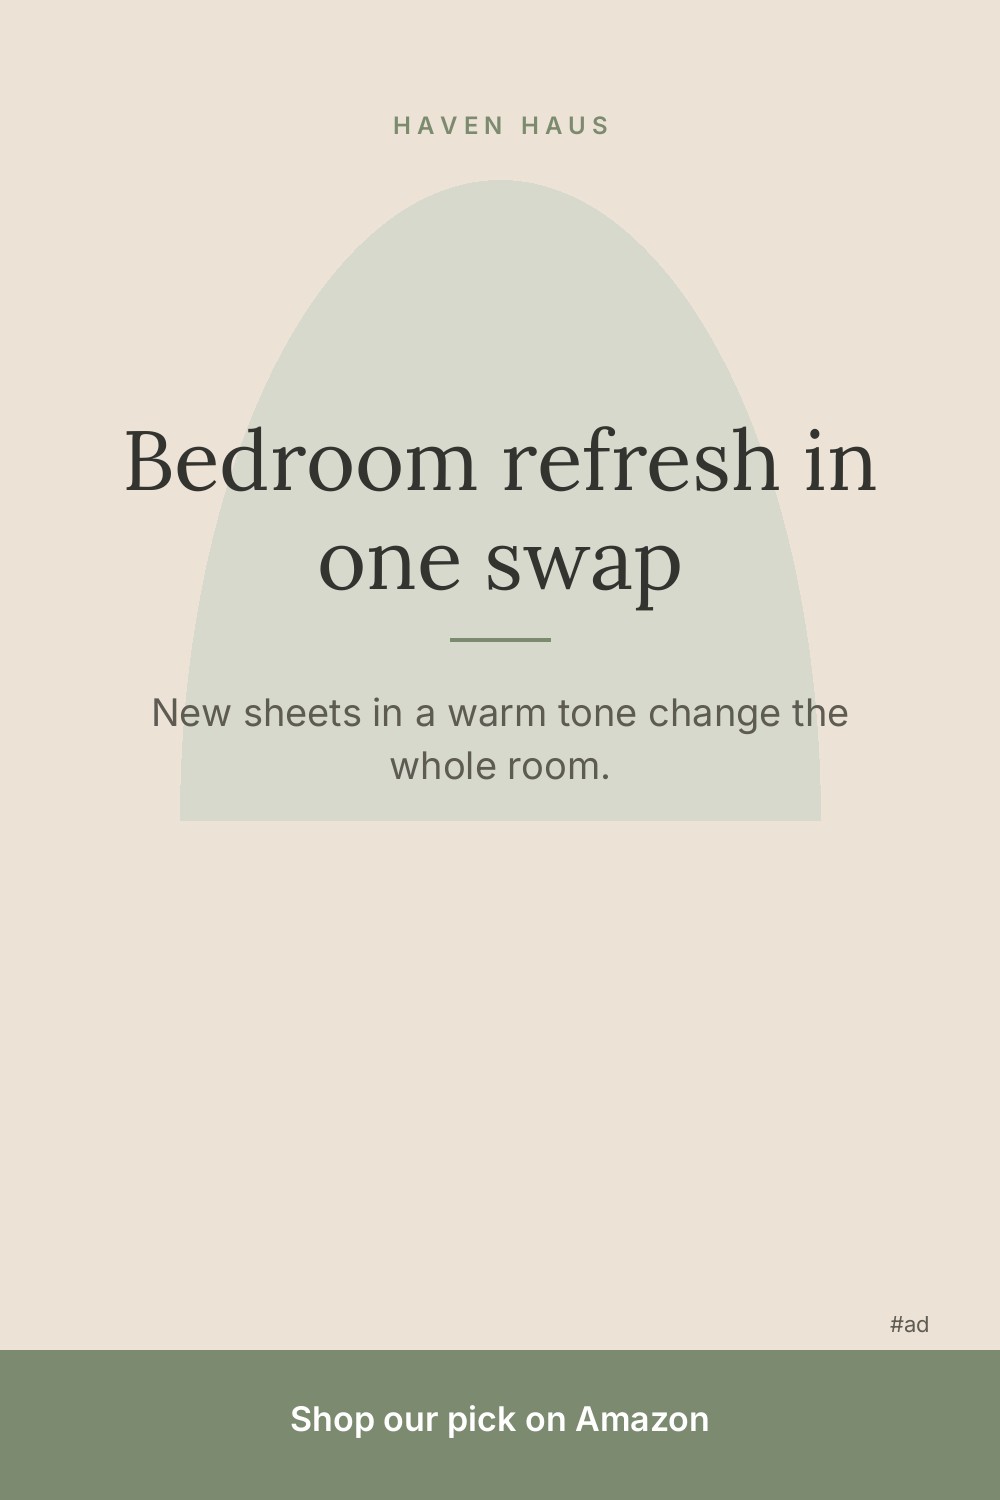 HAVEN HAUS
Bedroom refresh in
one swap
New sheets in a warm tone change the
whole room.
#ad
Shop our pick on Amazon